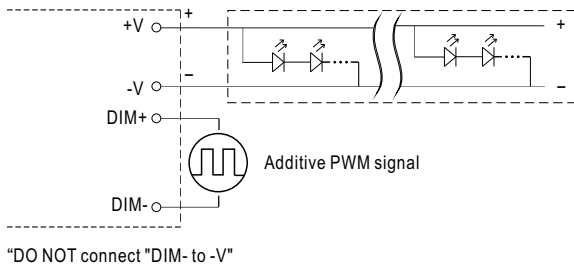 +V
+
+
-V
−
−
DIM+
Additive PWM signal
DIM-
“DO NOT connect "DIM- to -V"